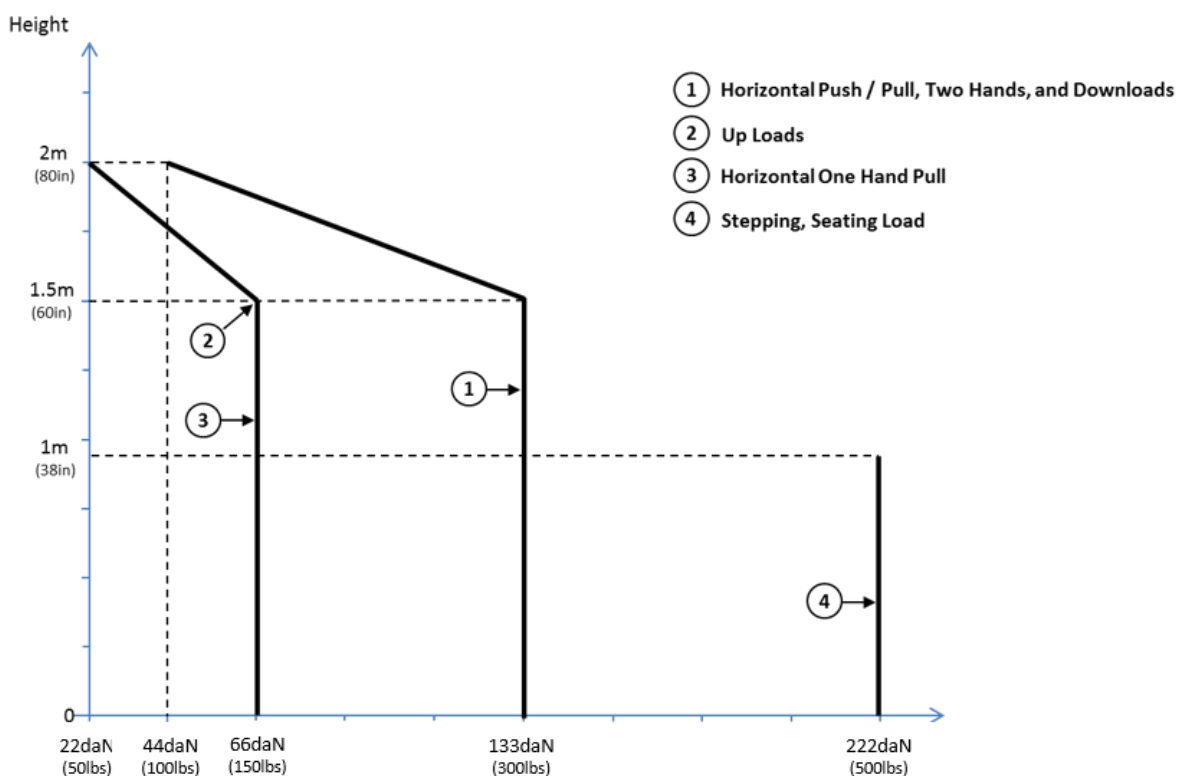 Height
1 Horizontal Push / Pull, Two Hands, and Downloads
2 Up Loads
3 Horizontal One Hand Pull
4 Stepping, Seating Load
2m
(80in)
1.5m
(60in)
2
1
3
1m
(38in)
4
0
22daN 44daN 66daN 133daN 222daN
(50lbs) (100lbs) (150lbs) (300lbs) (500lbs)